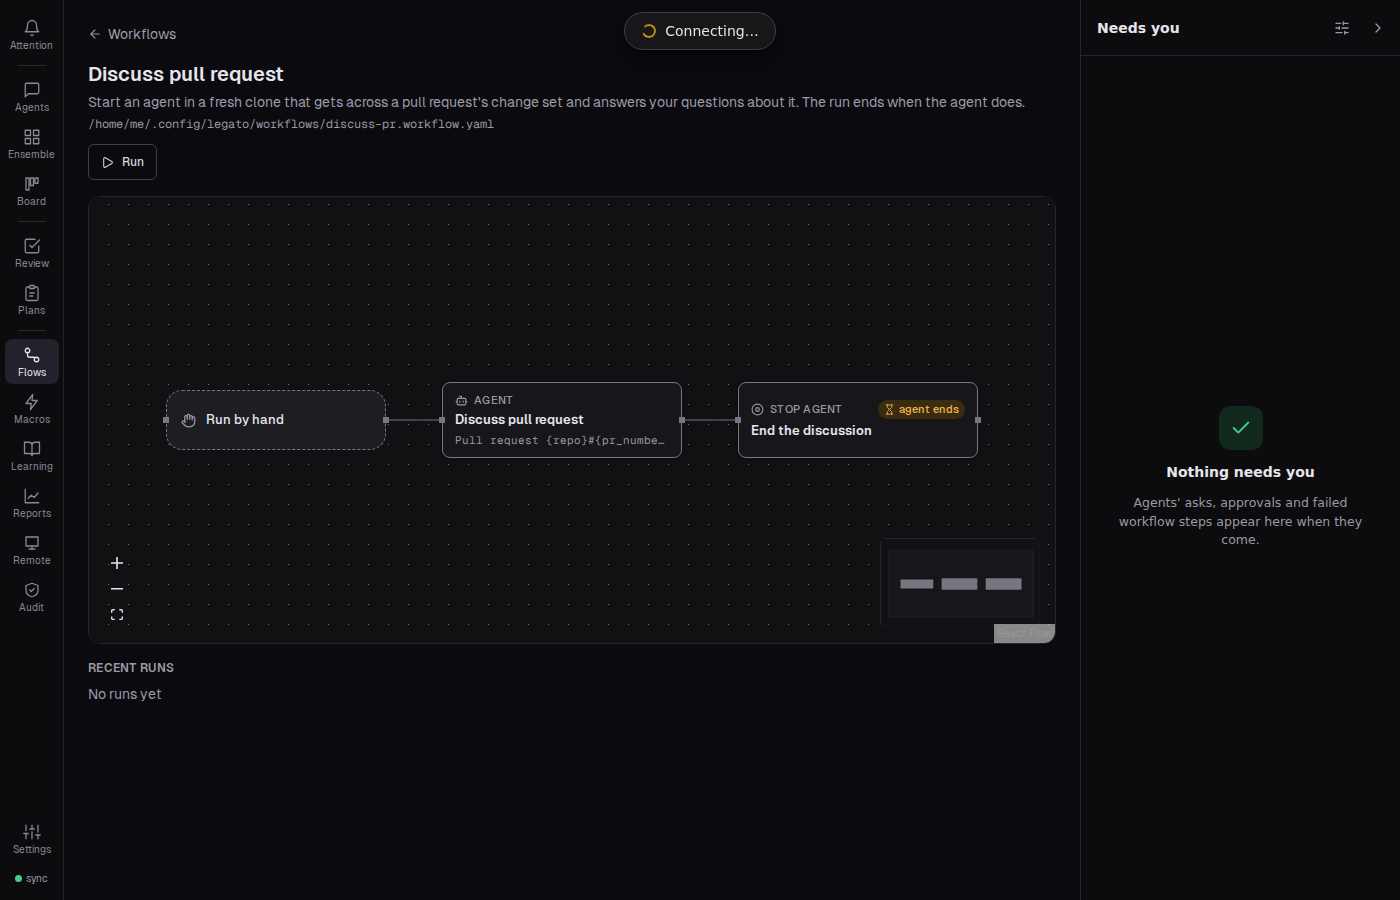 Attention
Agents
Ensemble
Board
Review
Plans
Flows
Macros
Learning
Reports
Remote
Audit
Settings
sync
Workflows
Connecting...
Discuss pull request
Start an agent in a fresh clone that gets across a pull request's change set and answers your questions about it. The run ends when the agent does.
/home/me/.config/legato/workflows/discuss-pr.workflow.yaml
Run
Run by hand
AGENT
Discuss pull request
Pull request {repo}#{pr_numbe…
STOP AGENT
agent ends
End the discussion
React Flow
RECENT RUNS
No runs yet
Needs you
Nothing needs you
Agents' asks, approvals and failed
workflow steps appear here when they
come.